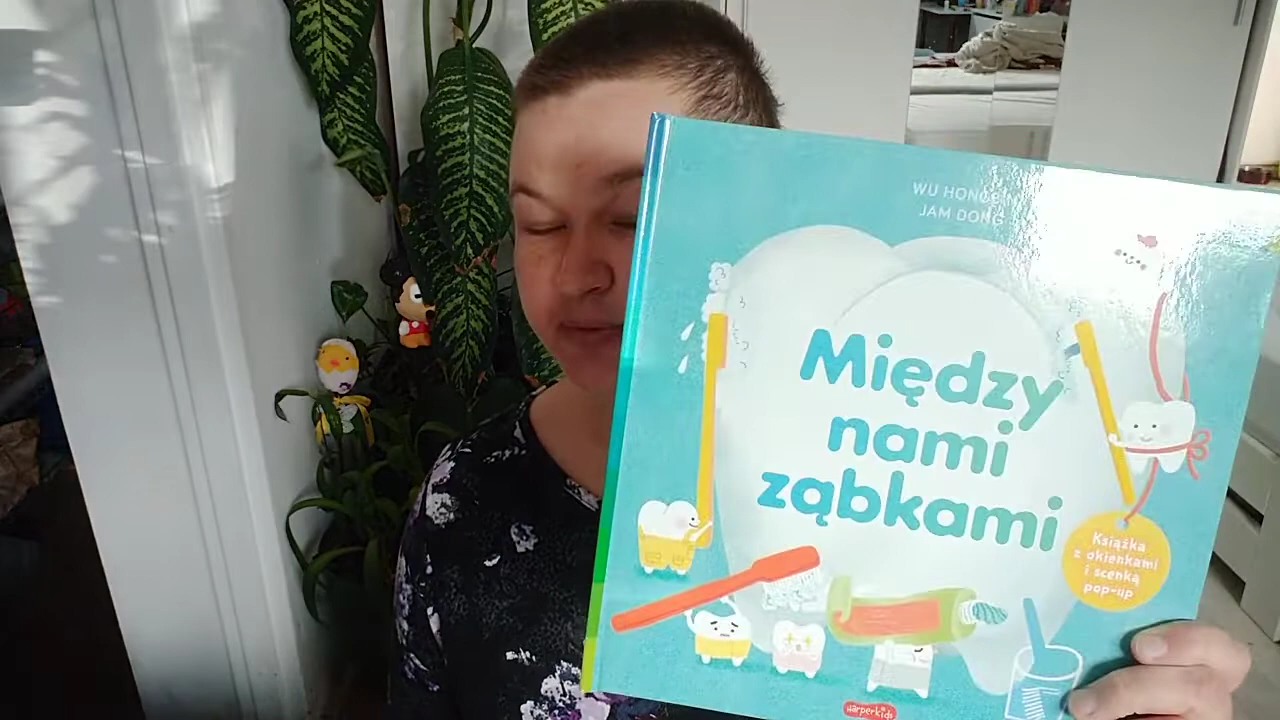 WU HONG
JAM DONG
Między
nami
ząbkami
Książka
z okienkami
i scenką
pop-up
HarperKids